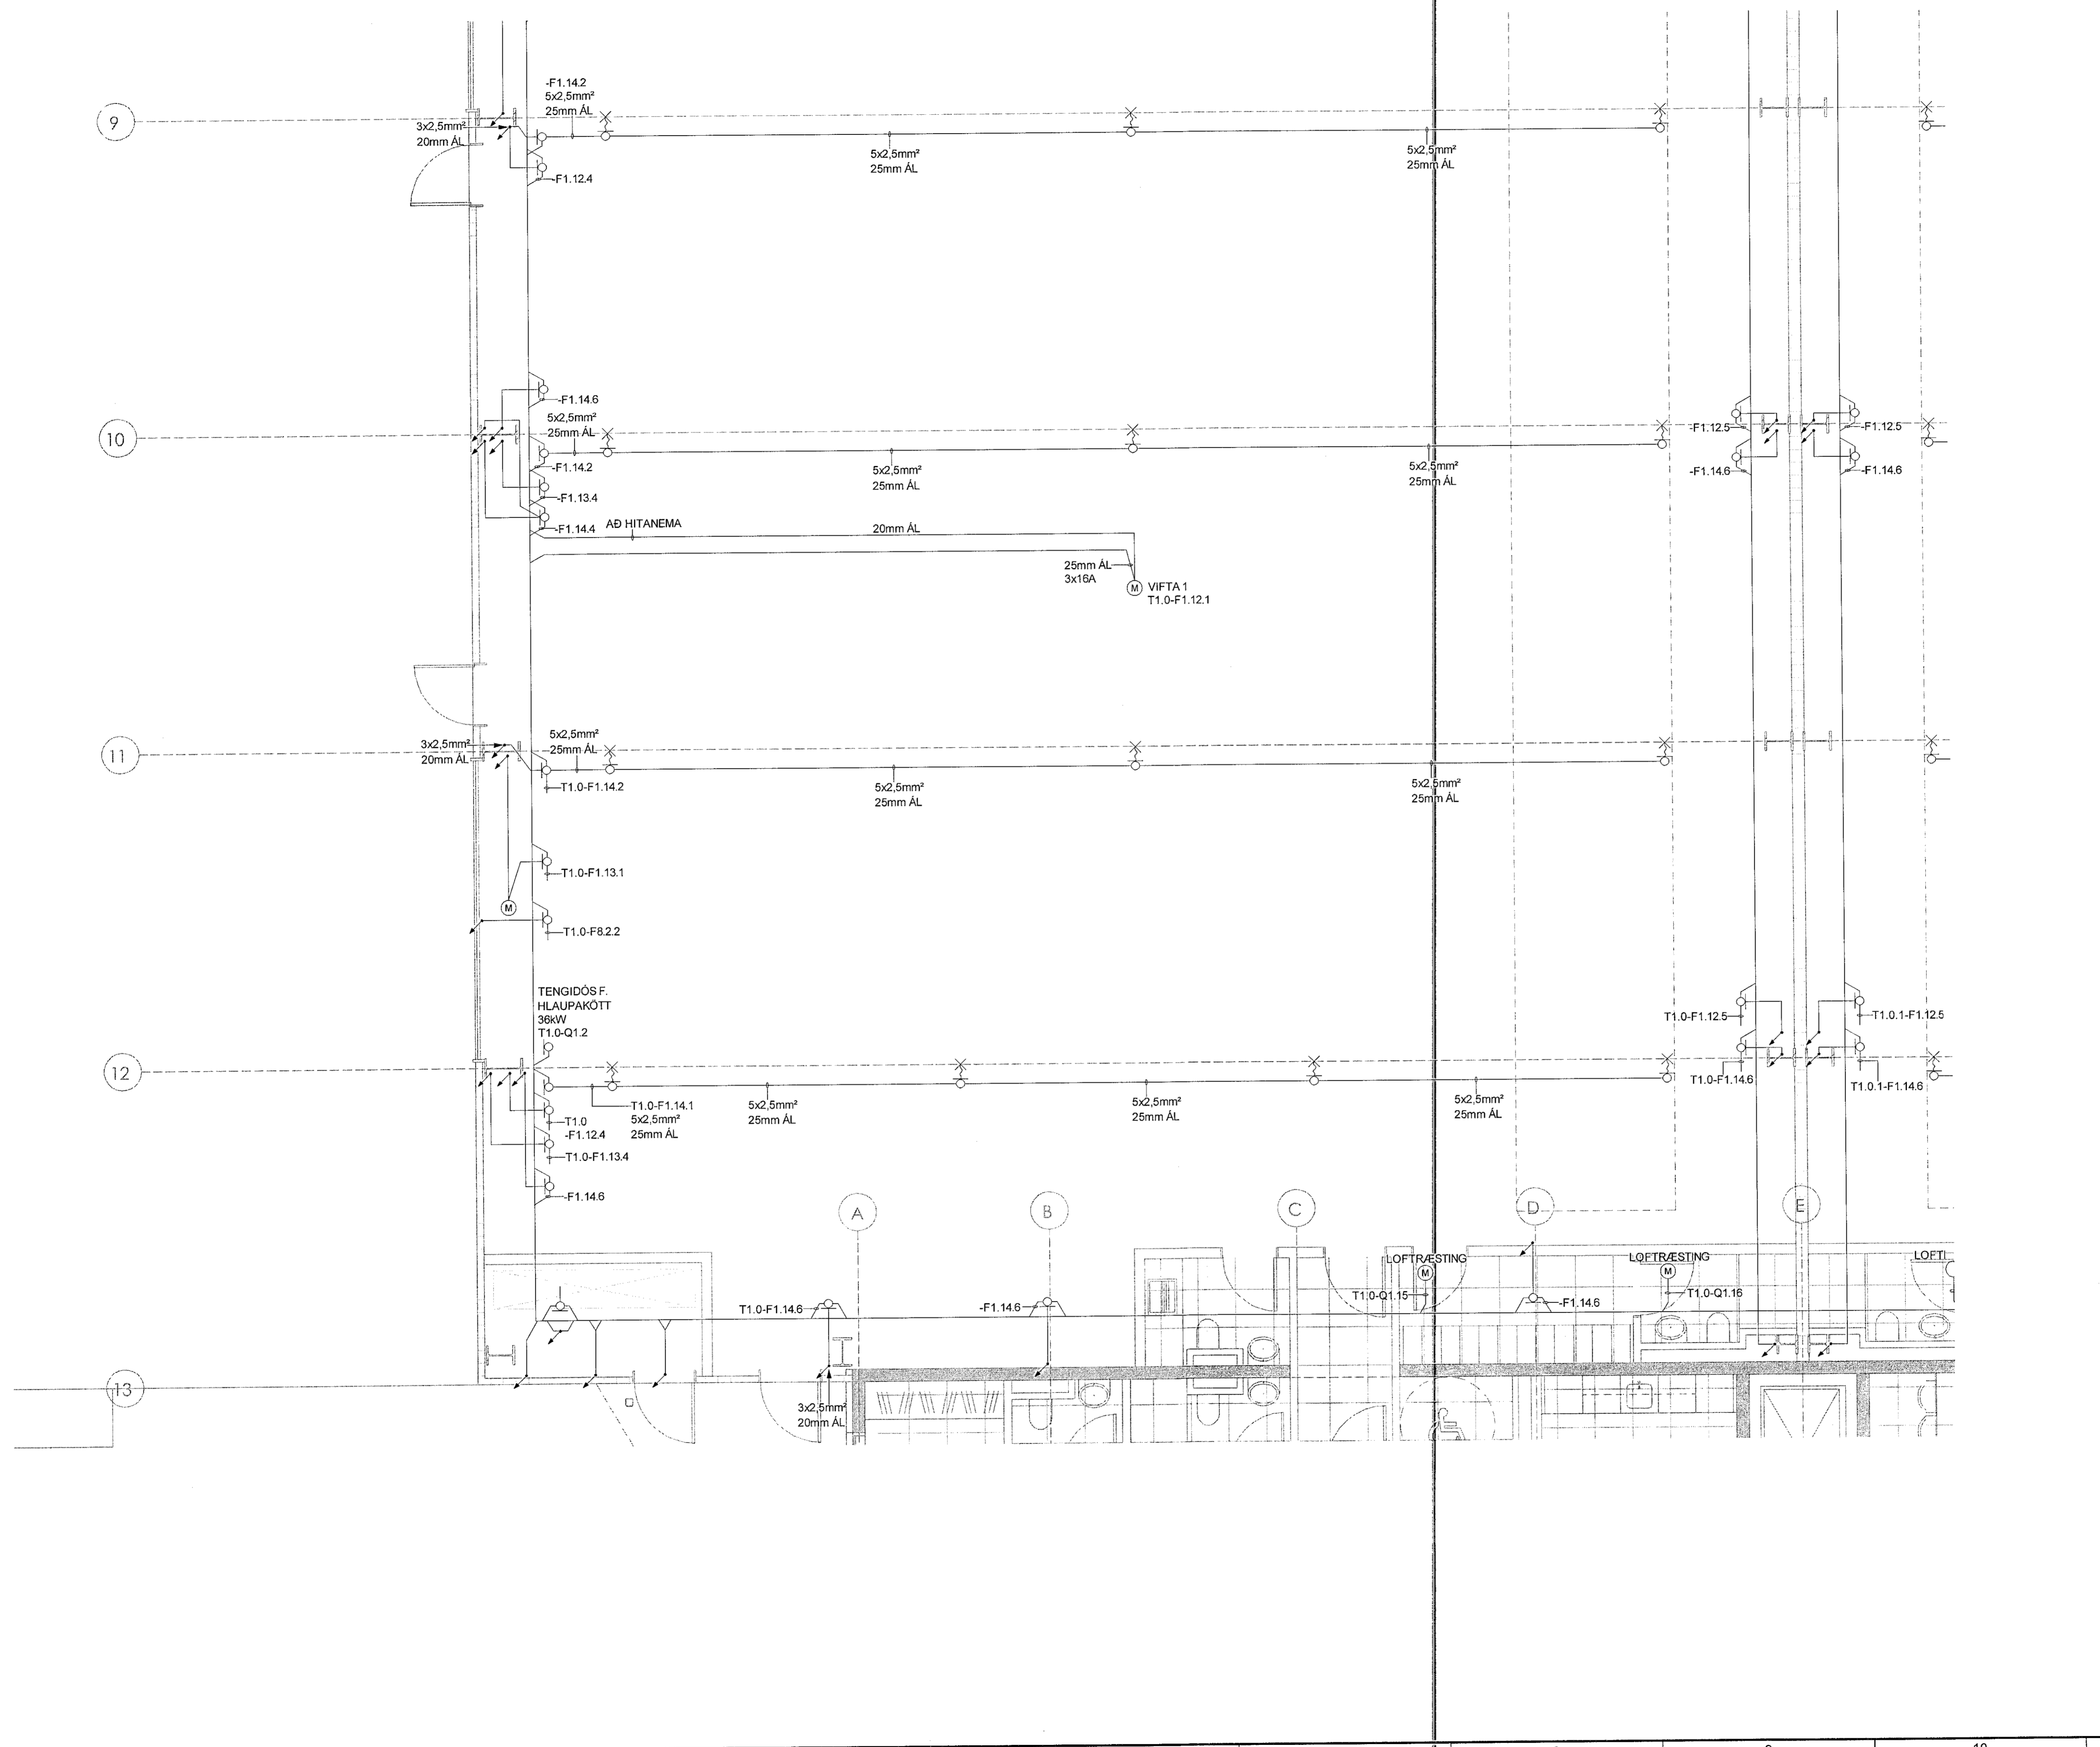 9
-F1.14.2
5x2,5mm²
25mm ÁL
3x2,5mm²
20mm ÁL
-F1.12.4
5x2,5mm²
25mm ÁL
5x2,5mm²
25mm ÁL
10
-F1.14.6
5x2,5mm²
25mm ÁL
-F1.14.2
-F1.13.4
-F1.14.4
AÐ HITANEMA
20mm ÁL
5x2,5mm²
25mm ÁL
5x2,5mm²
25mm ÁL
-F1.12.5
-F1.12.5
-F1.14.6
-F1.14.6
25mm ÁL
3x16A
M
VIFTA 1
T1.0-F1.12.1
11
3x2,5mm²
20mm ÁL
5x2,5mm²
25mm ÁL
T1.0-F1.14.2
5x2,5mm²
25mm ÁL
5x2,5mm²
25mm ÁL
T1.0-F1.13.1
M
T1.0-F8.2.2
TENGIDÓS F.
HLAUPAKÖTT
36kW
T1.0-Q1.2
T1.0-F1.12.5
T1.0.1-F1.12.5
12
T1.0-F1.14.6
T1.0.1-F1.14.6
T1.0-F1.14.1
5x2,5mm²
25mm ÁL
5x2,5mm²
25mm ÁL
5x2,5mm²
25mm ÁL
5x2,5mm²
25mm ÁL
T1.0
-F1.12.4
T1.0-F1.13.4
-F1.14.6
A
B
C
D
E
LOFTRÆSTING
M
T1.0-Q1.15
LOFTRÆSTING
M
T1.0-Q1.16
LOFTI
T1.0-F1.14.6
-F1.14.6
-F1.14.6
13
3x2,5mm²
20mm ÁL